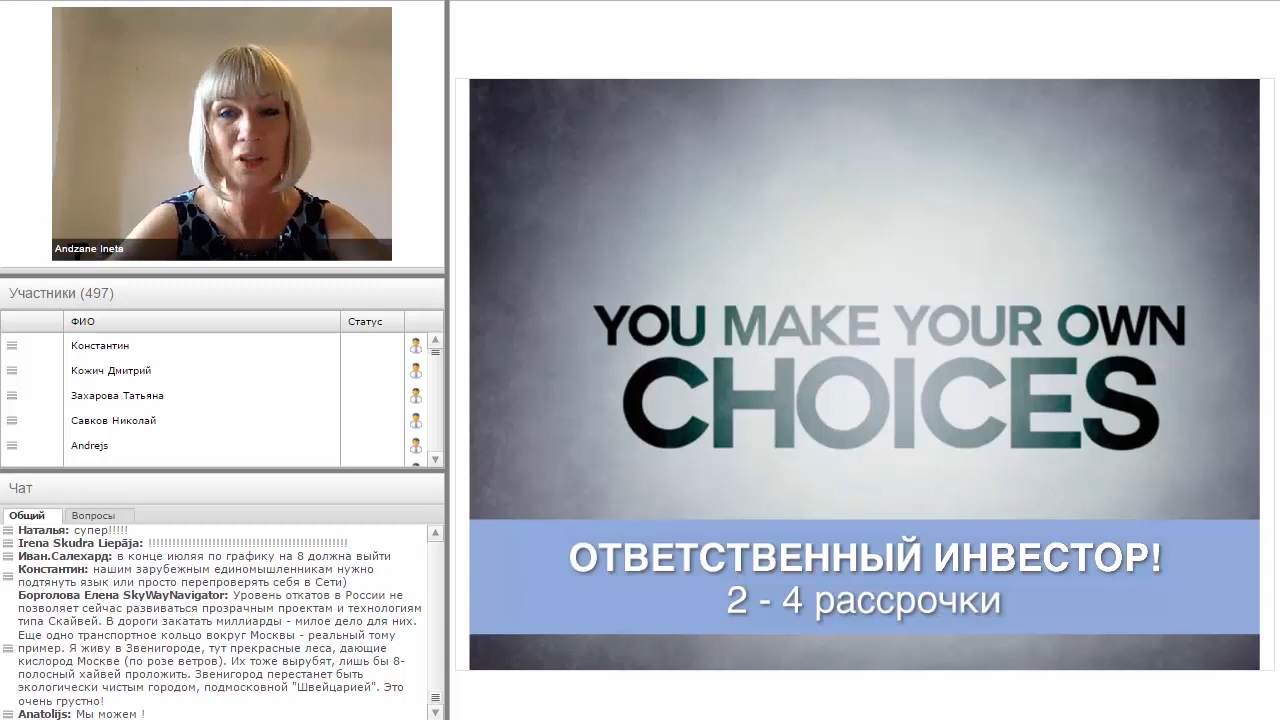 Andzane Ineta
Участники (497)
ФИО
Статус
Константин
Кожич Дмитрий
Захарова Татьяна
Савков Николай
Andrejs
Чат
Общий
Вопросы
Наталья: супер!!!!!
Irena Skudra Liepāja: !!!!!!!!!!!!!!!!!!!!!!!!!!!!!!!!!!!!!!!!!!!!!!!!!!
Иван.Салехард: в конце июляя по графику на 8 должна выйти
Константин: нашим зарубежным единомышленникам нужно
подтянуть язык или просто перепроверять себя в Сети)
Бортолова Елена SkyWayNavigator: Уровень откатов в России не
позволяет сейчас развиваться прозрачным проектам и технологиям
типа Скайвей. В дороги закатать миллиарды - милое дело для них.
Еще одно транспортное кольцо вокруг Москвы - реальный тому
пример. Я живу в Звенигороде, тут прекрасные леса, дающие
кислород Москве (по розе ветров). Их тоже вырубят, лишь бы 8-
полосный хайвей проложить. Звенигород перестанет быть
экологически чистым городом, подмосковной "Швейцарией". Это
очень грустно!
Anatolijs: Мы можем !
YOU MAKE YOUR OWN
CHOICES
ОТВЕТСТВЕННЫЙ ИНВЕСТОР!
2 - 4 рассрочки